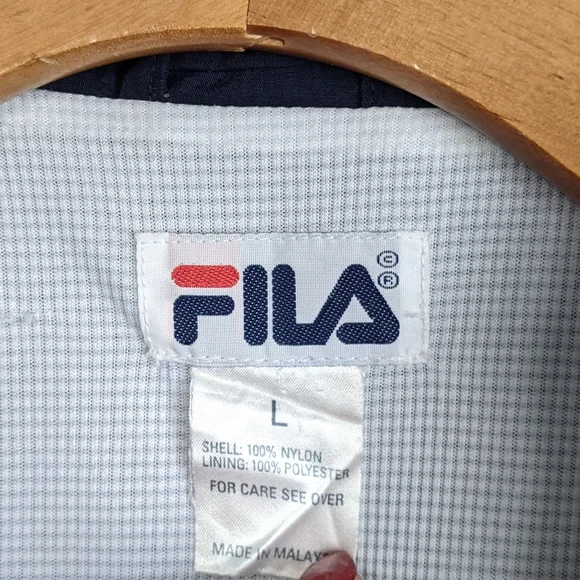 FILA
©
®
L
SHELL: 100% NYLON
LINING: 100% POLYESTER
FOR CARE SEE OVER
MADE IN